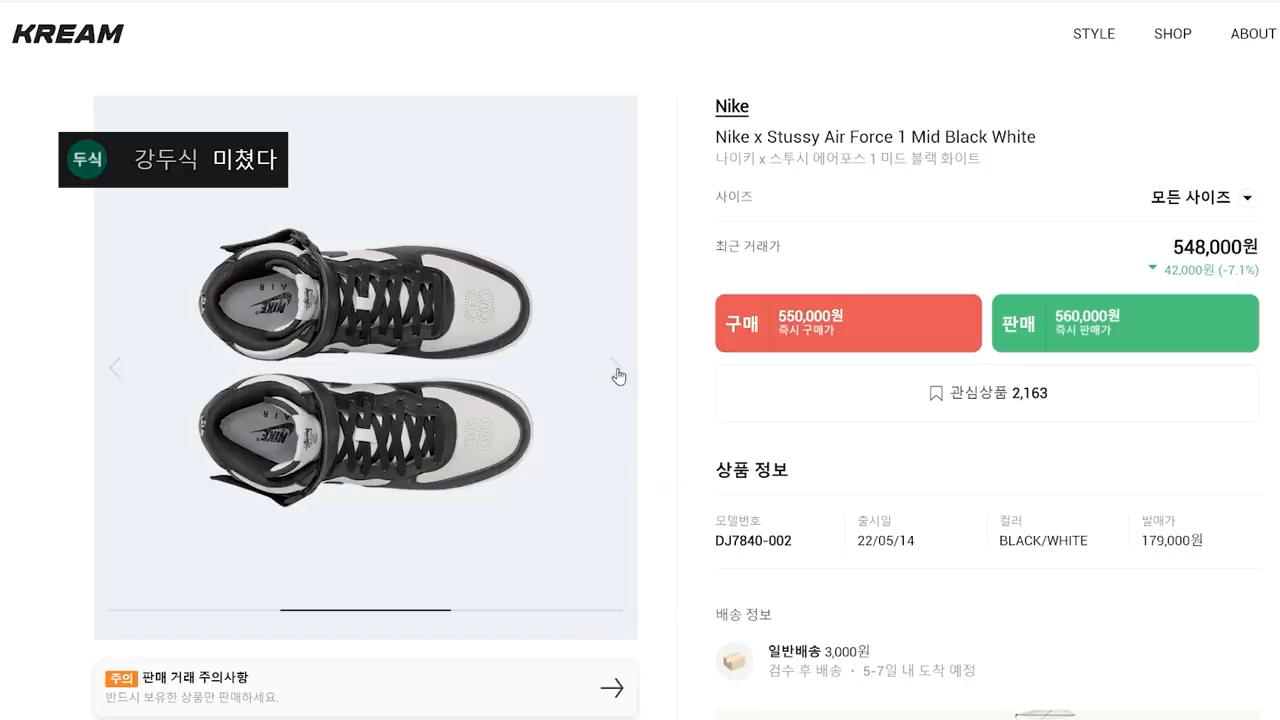 KREAM
STYLE
SHOP
ABOUT
두식 강두식 미쳤다
NIKE
AIR
NIKE
AIR
Nike
Nike x Stussy Air Force 1 Mid Black White
나이키 x 스투시 에어포스 1 미드 블랙 화이트
사이즈
모든 사이즈
최근 거래가
548,000원
42,000원 (-7.1%)
구매
550,000원
즉시 구매가
판매
560,000원
즉시 판매가
관심상품 2,163
상품 정보
모델번호
DJ7840-002
출시일
22/05/14
컬러
BLACK/WHITE
발매가
179,000원
배송 정보
일반배송 3,000원
검수 후 배송 · 5-7일 내 도착 예정
주의 판매 거래 주의사항
반드시 보유한 상품만 판매하세요.